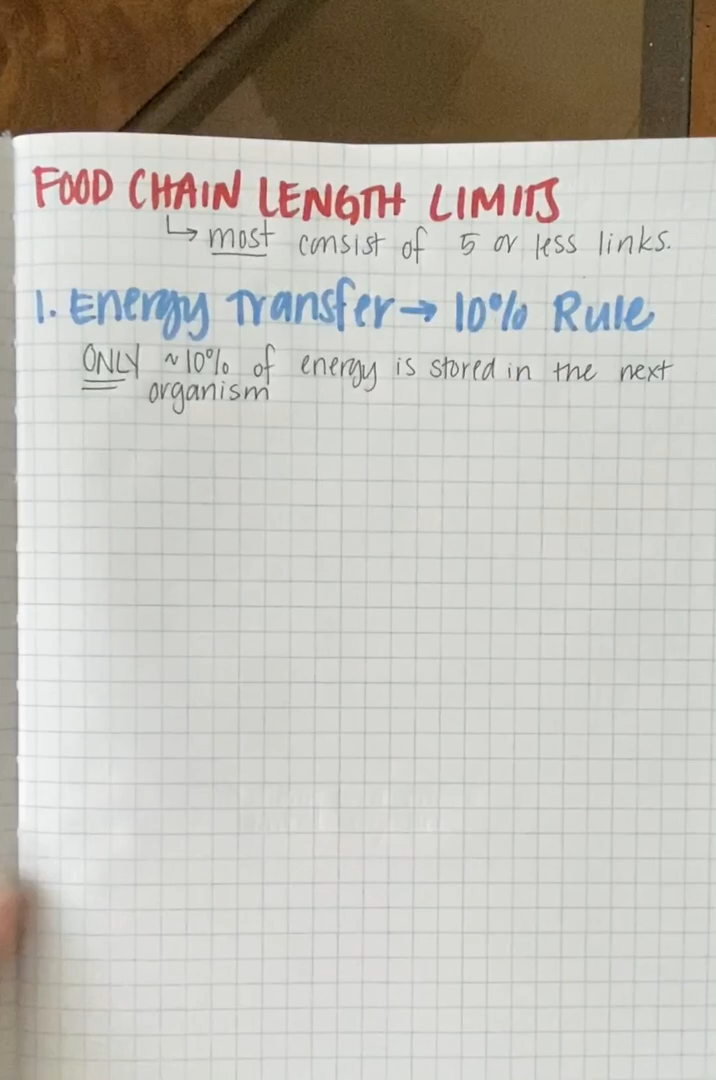 FOOD CHAIN LENGTH LIMITS
↳ most consist of 5 or less links.
1. Energy Transfer → 10% Rule
ONLY ~10% of energy is stored in the next
organism